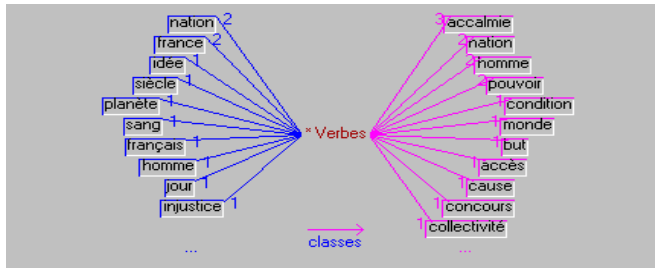 nation 2
france 2
idée 1
siècle 1
planète 1
sang 1
français 1
homme 1
jour 1
injustice 1
...
* Verbes
classes
3 accalmie
2 nation
2 homme
2 pouvoir
1 condition
1 monde
1 but
1 accès
1 cause
1 concours
1 collectivité
...